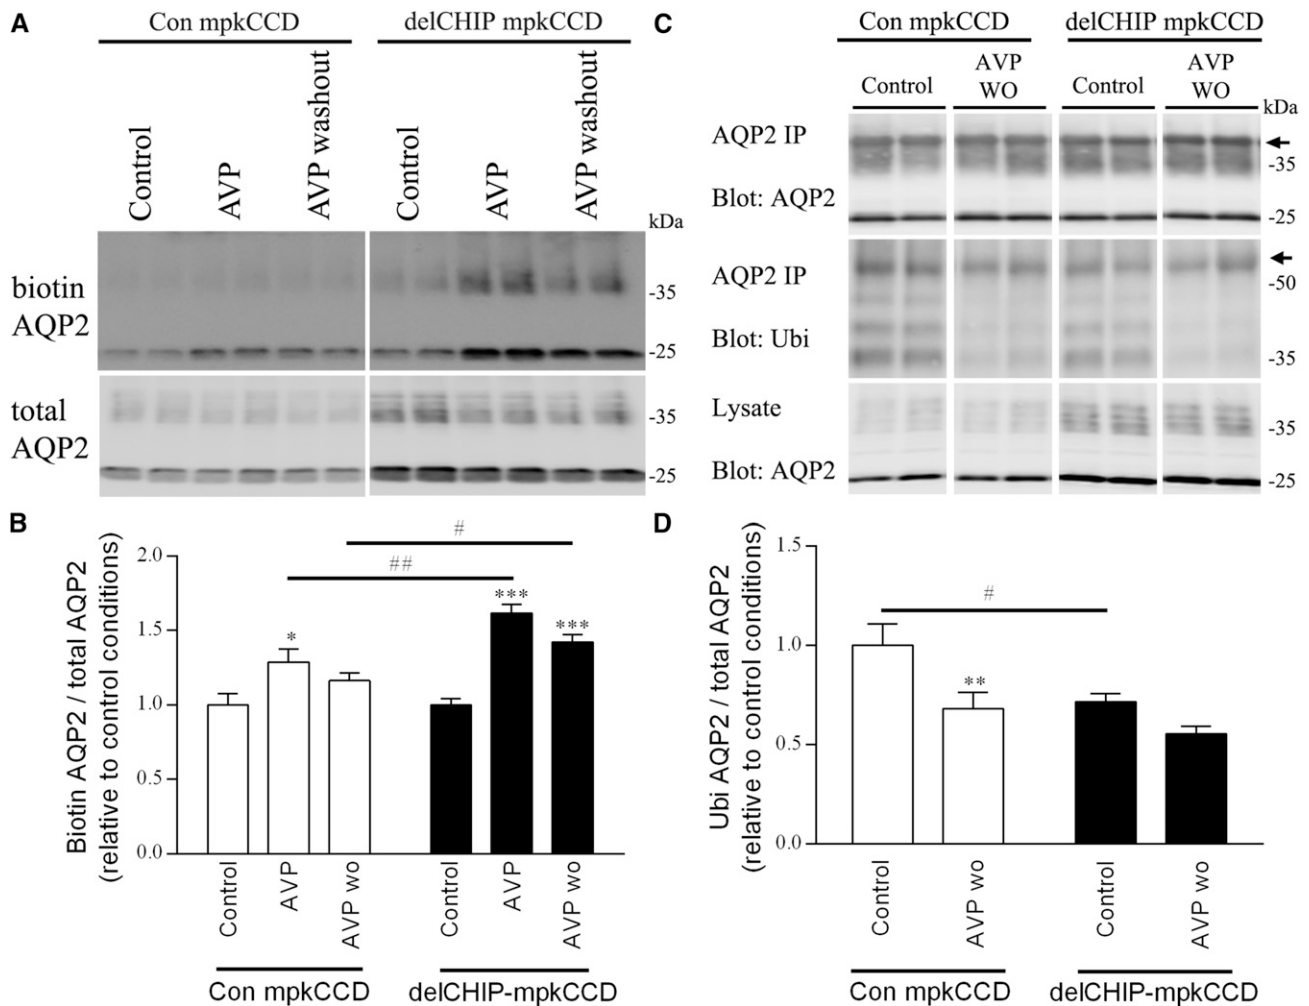 A
Con mpkCCD
delCHIP mpkCCD
Control
AVP
AVP washout
Control
AVP
AVP washout
kDa
biotin
AQP2
-35
-25
total
AQP2
-35
-25
B
Biotin AQP2 / total AQP2
(relative to control conditions)
2.0
1.5
1.0
0.5
0.0
*
##
#
***
***
Control
AVP
AVP wo
Control
AVP
AVP wo
Con mpkCCD
delCHIP-mpkCCD
C
Con mpkCCD
delCHIP mpkCCD
Control
AVP
WO
Control
AVP
WO
kDa
AQP2 IP
Blot: AQP2
-35
-25
AQP2 IP
Blot: Ubi
-50
-35
Lysate
Blot: AQP2
-35
-25
D
Ubi AQP2 / total AQP2
(relative to control conditions)
1.5
1.0
0.5
0.0
#
**
Control
AVP wo
Control
AVP wo
Con mpkCCD
delCHIP-mpkCCD